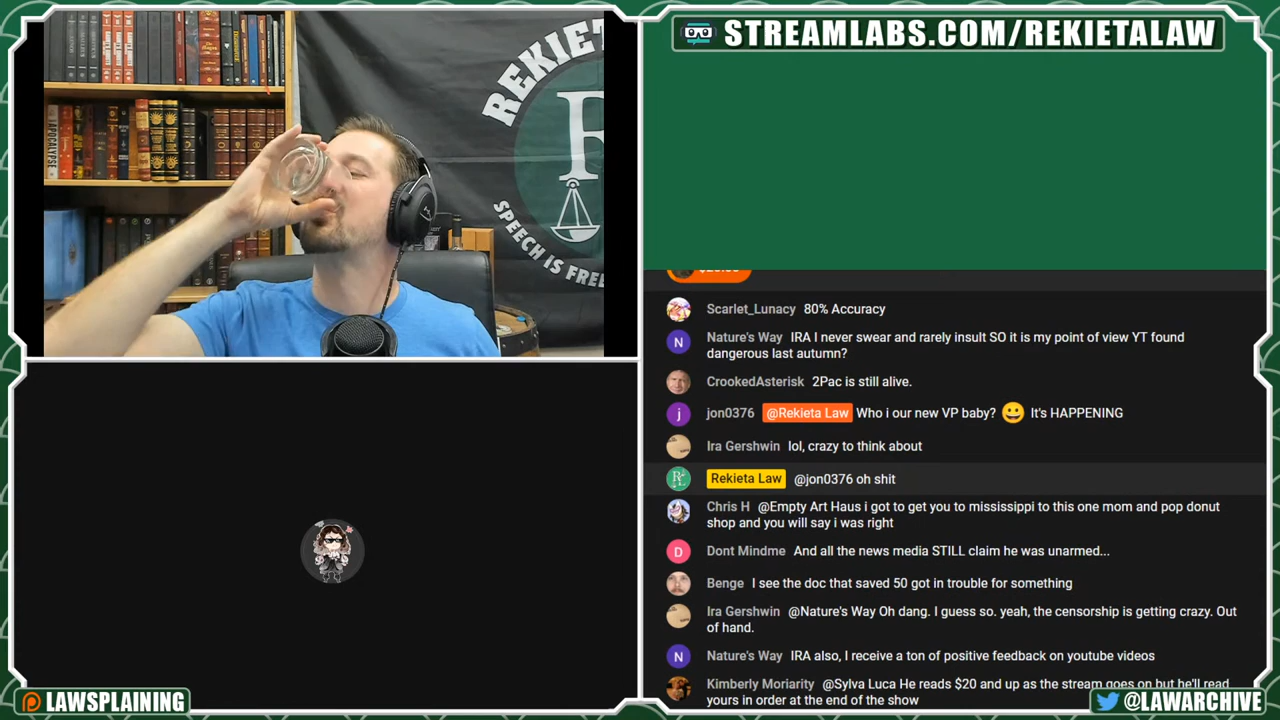 STREAMLABS.COM/REKIETALAW
REKIET
R
SPEECH IS FREE
APOCALYPSE
Scarlet_Lunacy 80% Accuracy
Nature's Way IRA I never swear and rarely insult SO it is my point of view YT found
dangerous last autumn?
CrookedAsterisk 2Pac is still alive.
jon0376 @Rekieta Law Who i our new VP baby? 😀 It's HAPPENING
Ira Gershwin lol, crazy to think about
Rekieta Law @jon0376 oh shit
Chris H @Empty Art Haus i got to get you to mississippi to this one mom and pop donut
shop and you will say i was right
Dont Mindme And all the news media STILL claim he was unarmed...
Benge I see the doc that saved 50 got in trouble for something
Ira Gershwin @Nature's Way Oh dang. I guess so. yeah, the censorship is getting crazy. Out
of hand.
Nature's Way IRA also, I receive a ton of positive feedback on youtube videos
Kimberly Moriarity @Sylva Luca He reads $20 and up as the stream goes on but he'll read
yours in order at the end of the show
LAWSPLAINING
@LAWARCHIVE